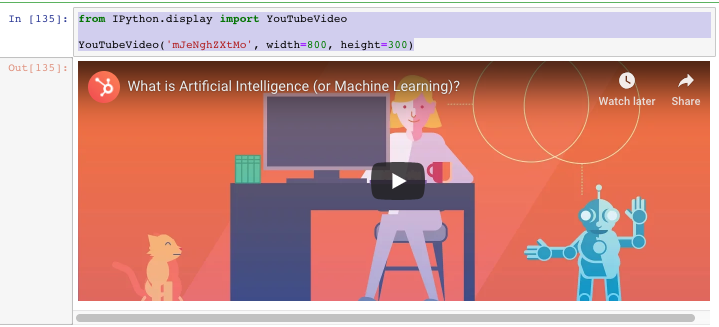 In [135]: from IPython.display import YouTubeVideo
YouTubeVideo('mJeNghZXtMo', width=800, height=300)
Out[135]:
What is Artificial Intelligence (or Machine Learning)?
Watch later Share